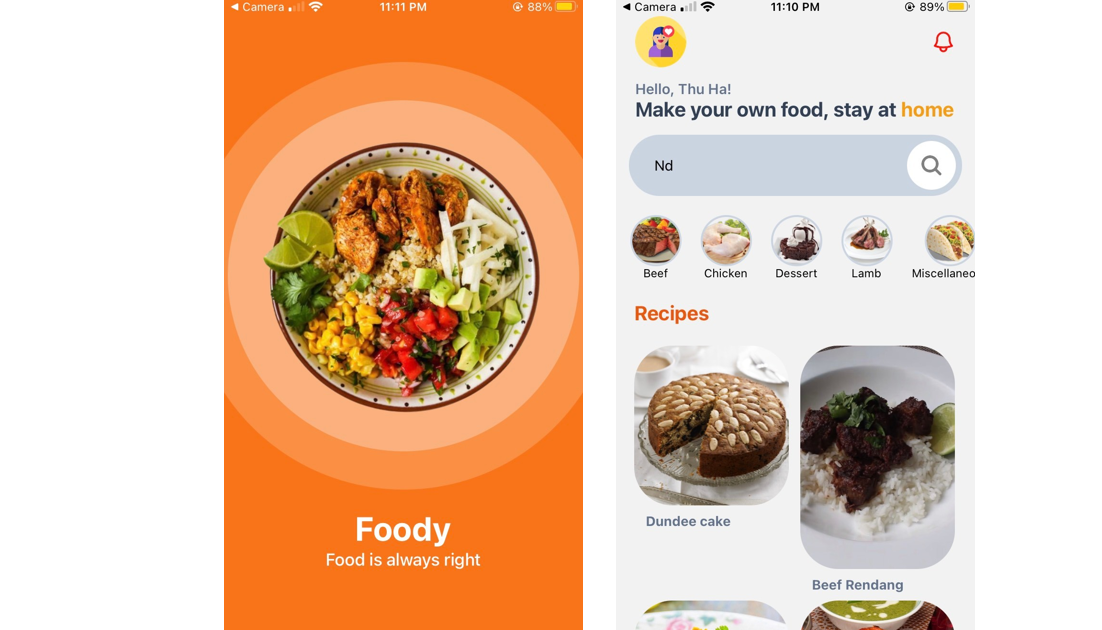 ◀ Camera 11:11 PM 88%
Foody
Food is always right
◀ Camera 11:10 PM 89%
Hello, Thu Ha!
Make your own food, stay at home
Nd
Beef Chicken Dessert Lamb Miscellaneo
Recipes
Dundee cake
Beef Rendang